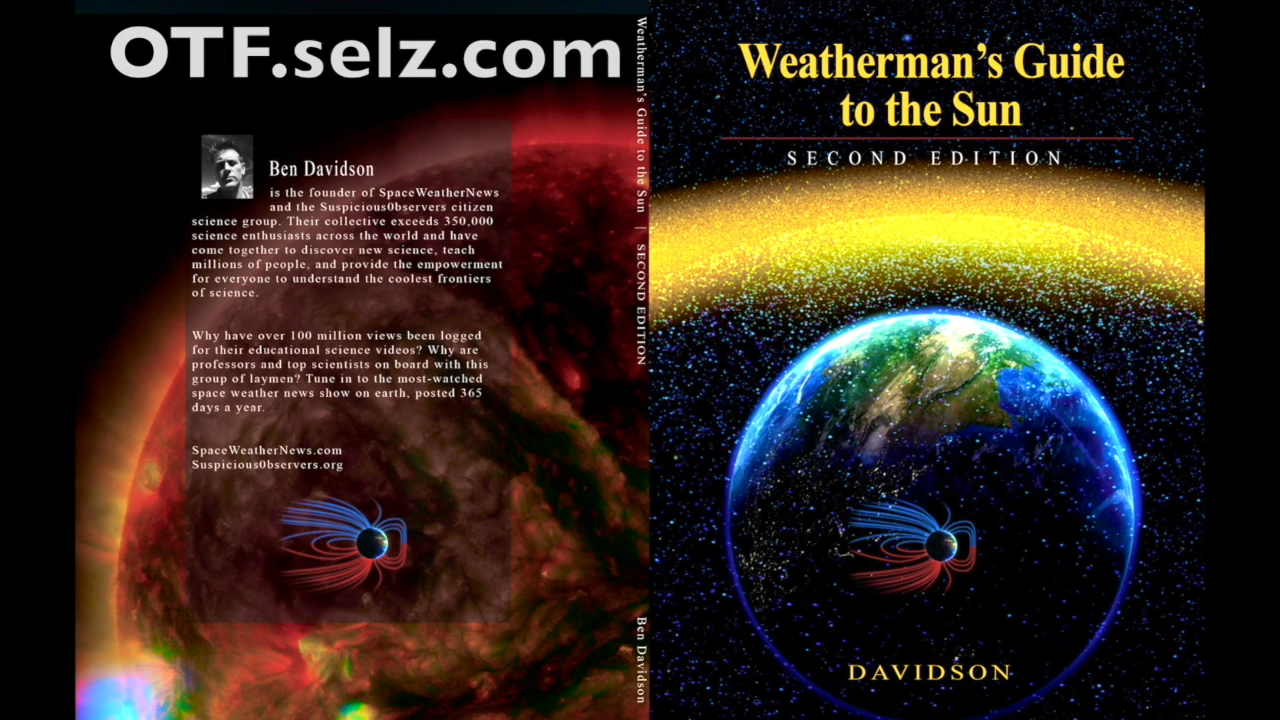 OTF.selz.com
Ben Davidson
is the founder of SpaceWeatherNews
and the Suspicious0bservers citizen
science group. Their collective exceeds 350,000
science enthusiasts across the world and have
come together to discover new science, teach
millions of people, and provide the empowerment
for everyone to understand the coolest frontiers
of science.
Why have over 100 million views been logged
for their educational science videos? Why are
professors and top scientists on board with this
group of laymen? Tune in to the most-watched
space weather news show on earth, posted 365
days a year.
SpaceWeatherNews.com
Suspicious0bservers.org
Weatherman's Guide to the Sun | SECOND EDITION
Ben Davidson
Weatherman's Guide
to the Sun
SECOND EDITION
DAVIDSON